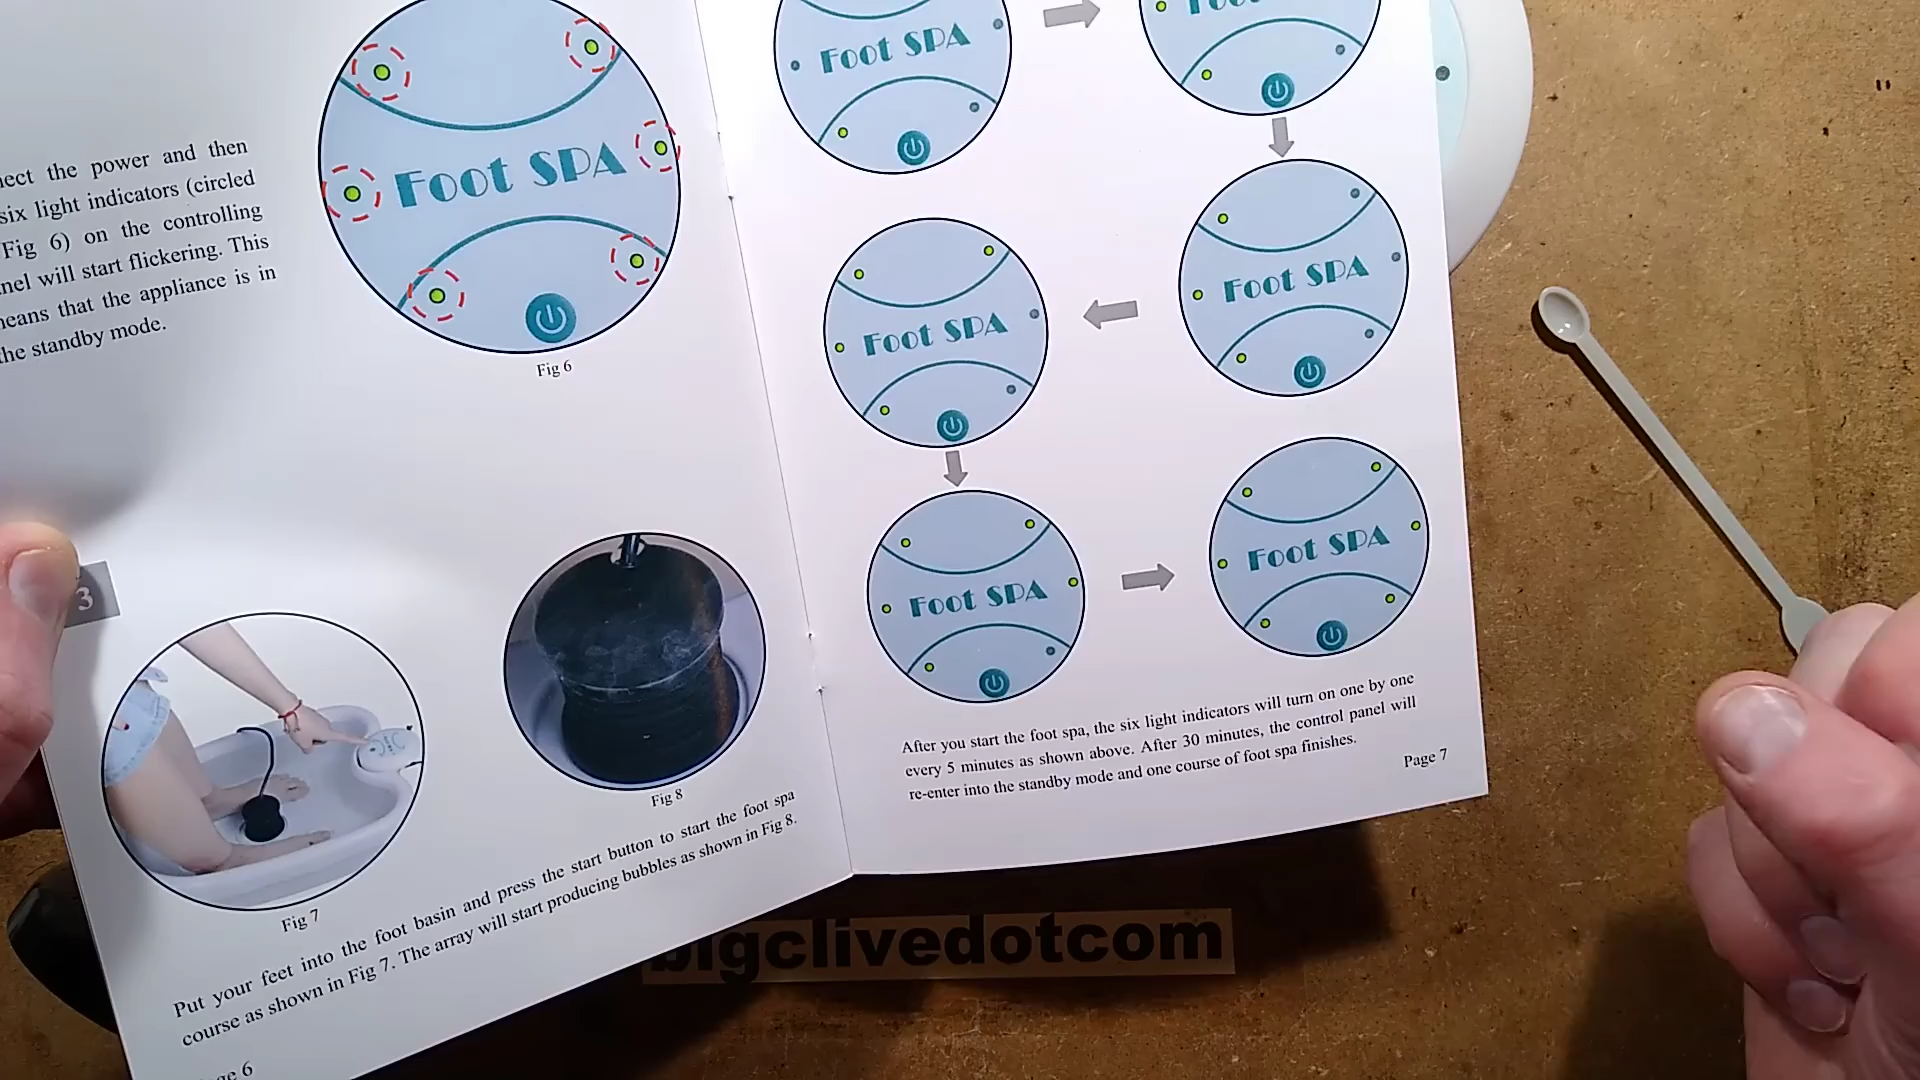 the power and then
six light indicators (circled
Fig 6) on the controlling
will start flickering. This
means that the appliance is in
the standby mode.
Foot SPA
Fig 6
3
Fig 7
Fig 8
Put your feet into the foot basin and press the start button to start the foot spa
course as shown in Fig 7. The array will start producing bubbles as shown in Fig 8.
6
Foot SPA
Foot SPA
Foot SPA
Foot SPA
Foot SPA
After you start the foot spa, the six light indicators will turn on one by one
every 5 minutes as shown above. After 30 minutes, the control panel will
re-enter into the standby mode and one course of foot spa finishes.
Page 7
bigclivedotcom
"